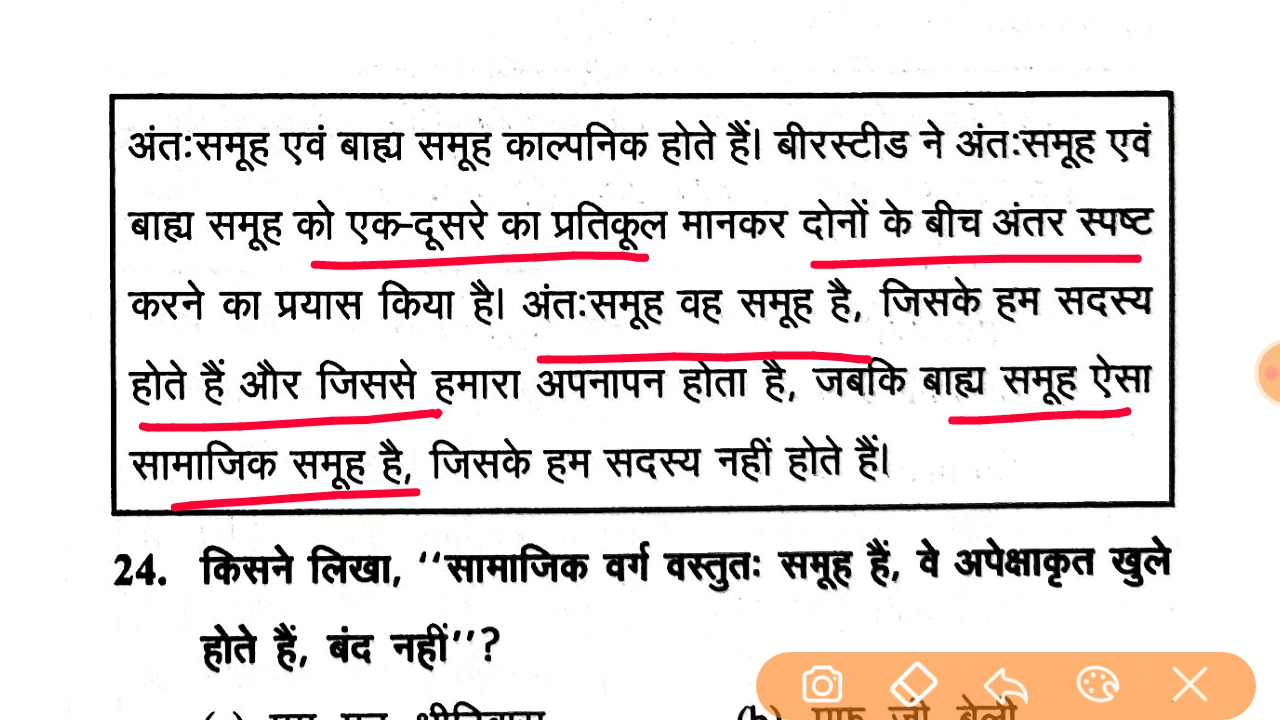 अंतःसमूह एवं बाह्य समूह काल्पनिक होते हैं। बीरस्टीड ने अंतःसमूह एवं
बाह्य समूह को एक-दूसरे का प्रतिकूल मानकर दोनों के बीच अंतर स्पष्ट
करने का प्रयास किया है। अंतःसमूह वह समूह है, जिसके हम सदस्य
होते हैं और जिससे हमारा अपनापन होता है, जबकि बाह्य समूह ऐसा
सामाजिक समूह है, जिसके हम सदस्य नहीं होते हैं।
24. किसने लिखा, ‘‘सामाजिक वर्ग वस्तुतः समूह हैं, वे अपेक्षाकृत खुले
होते हैं, बंद नहीं’’?